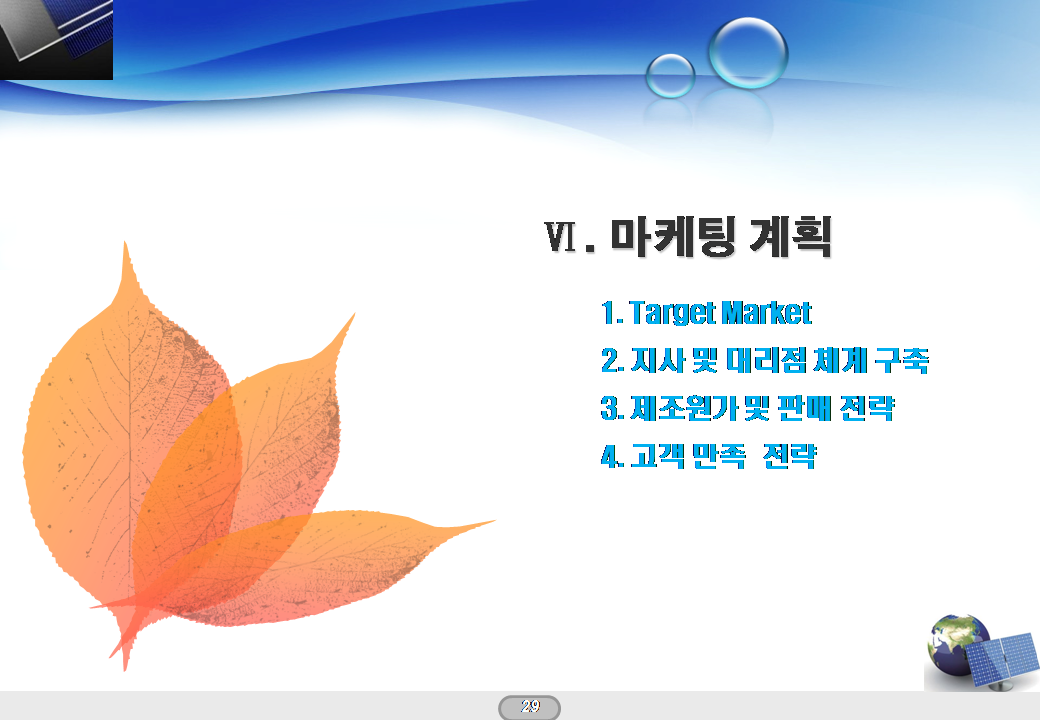 Ⅵ. 마케팅 계획
1. Target Market
2. 지사 및 대리점 체계 구축
3. 제조원가 및 판매 전략
4. 고객 만족 전략
29